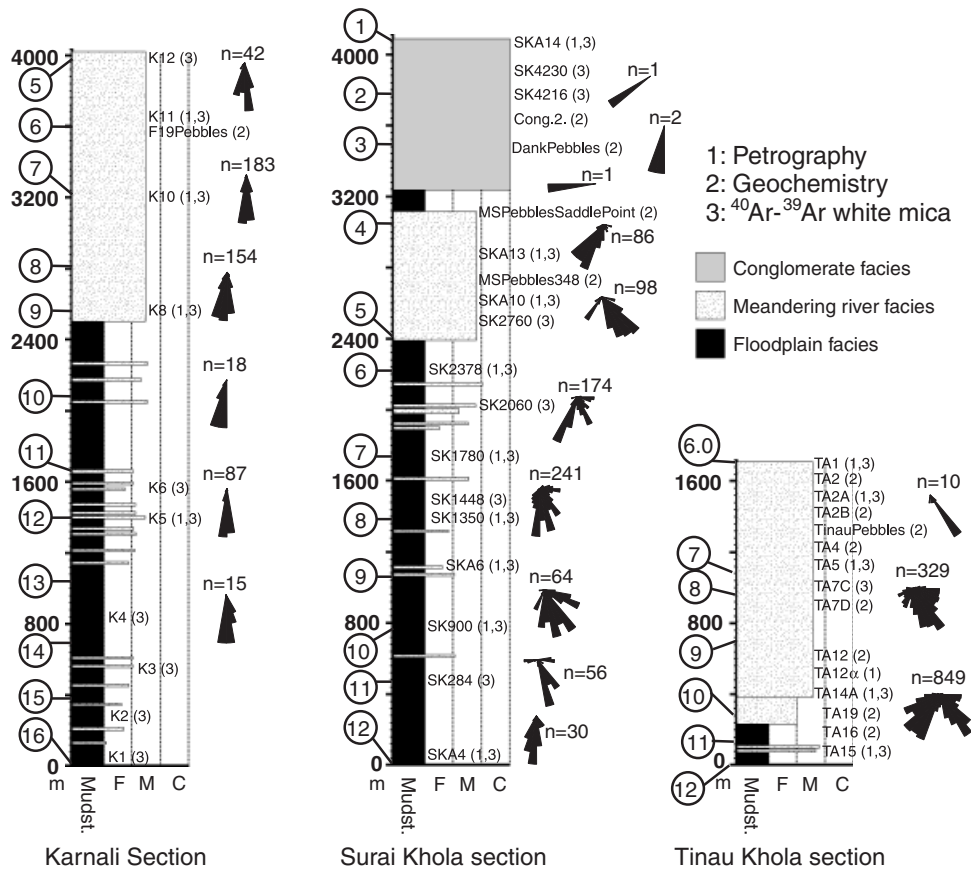 4000
3200
2400
1600
800
0
m
5
6
7
8
9
10
11
12
13
14
15
16
K12 (3)
K11 (1,3)
F19Pebbles (2)
K10 (1,3)
K8 (1,3)
K6 (3)
K5 (1,3)
K4 (3)
K3 (3)
K2 (3)
K1 (3)
n=42
n=183
n=154
n=18
n=87
n=15
Mudst.
F
M
C
Karnali Section
4000
3200
2400
1600
800
0
m
1
2
3
4
5
6
7
8
9
10
11
12
SKA14 (1,3)
SK4230 (3)
SK4216 (3)
Cong.2. (2)
DankPebbles (2)
MSPebblesSaddlePoint (2)
SKA13 (1,3)
MSPebbles348 (2)
SKA10 (1,3)
SK2760 (3)
SK2378 (1,3)
SK2060 (3)
SK1780 (1,3)
SK1448 (3)
SK1350 (1,3)
SKA6 (1,3)
SK900 (1,3)
SK284 (3)
SKA4 (1,3)
n=1
n=2
n=1
n=86
n=98
n=174
n=241
n=64
n=56
n=30
Mudst.
F
M
C
Surai Khola section
1: Petrography
2: Geochemistry
3: ⁴⁰Ar-³⁹Ar white mica
Conglomerate facies
Meandering river facies
Floodplain facies
1600
800
0
m
6.0
7
8
9
10
11
12
TA1 (1,3)
TA2 (2)
TA2A (1,3)
TA2B (2)
TinauPebbles (2)
TA4 (2)
TA5 (1,3)
TA7C (3)
TA7D (2)
TA12 (2)
TA12α (1)
TA14A (1,3)
TA19 (2)
TA16 (2)
TA15 (1,3)
n=10
n=329
n=849
Mudst.
F
M
C
Tinau Khola section